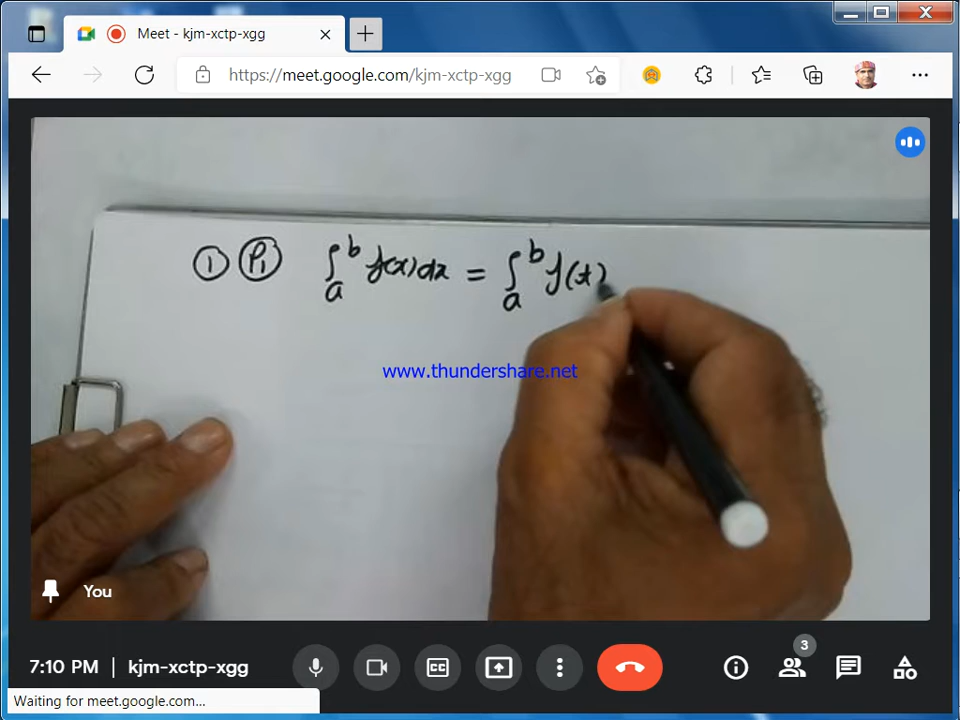 Meet - kjm-xctp-xgg
https://meet.google.com/kjm-xctp-xgg
① P₁ ∫ₐᵇ f(x)dx = ∫ₐᵇ f(t)
www.thundershare.net
You
3
7:10 PM | kjm-xctp-xgg
CC
Waiting for meet.google.com...